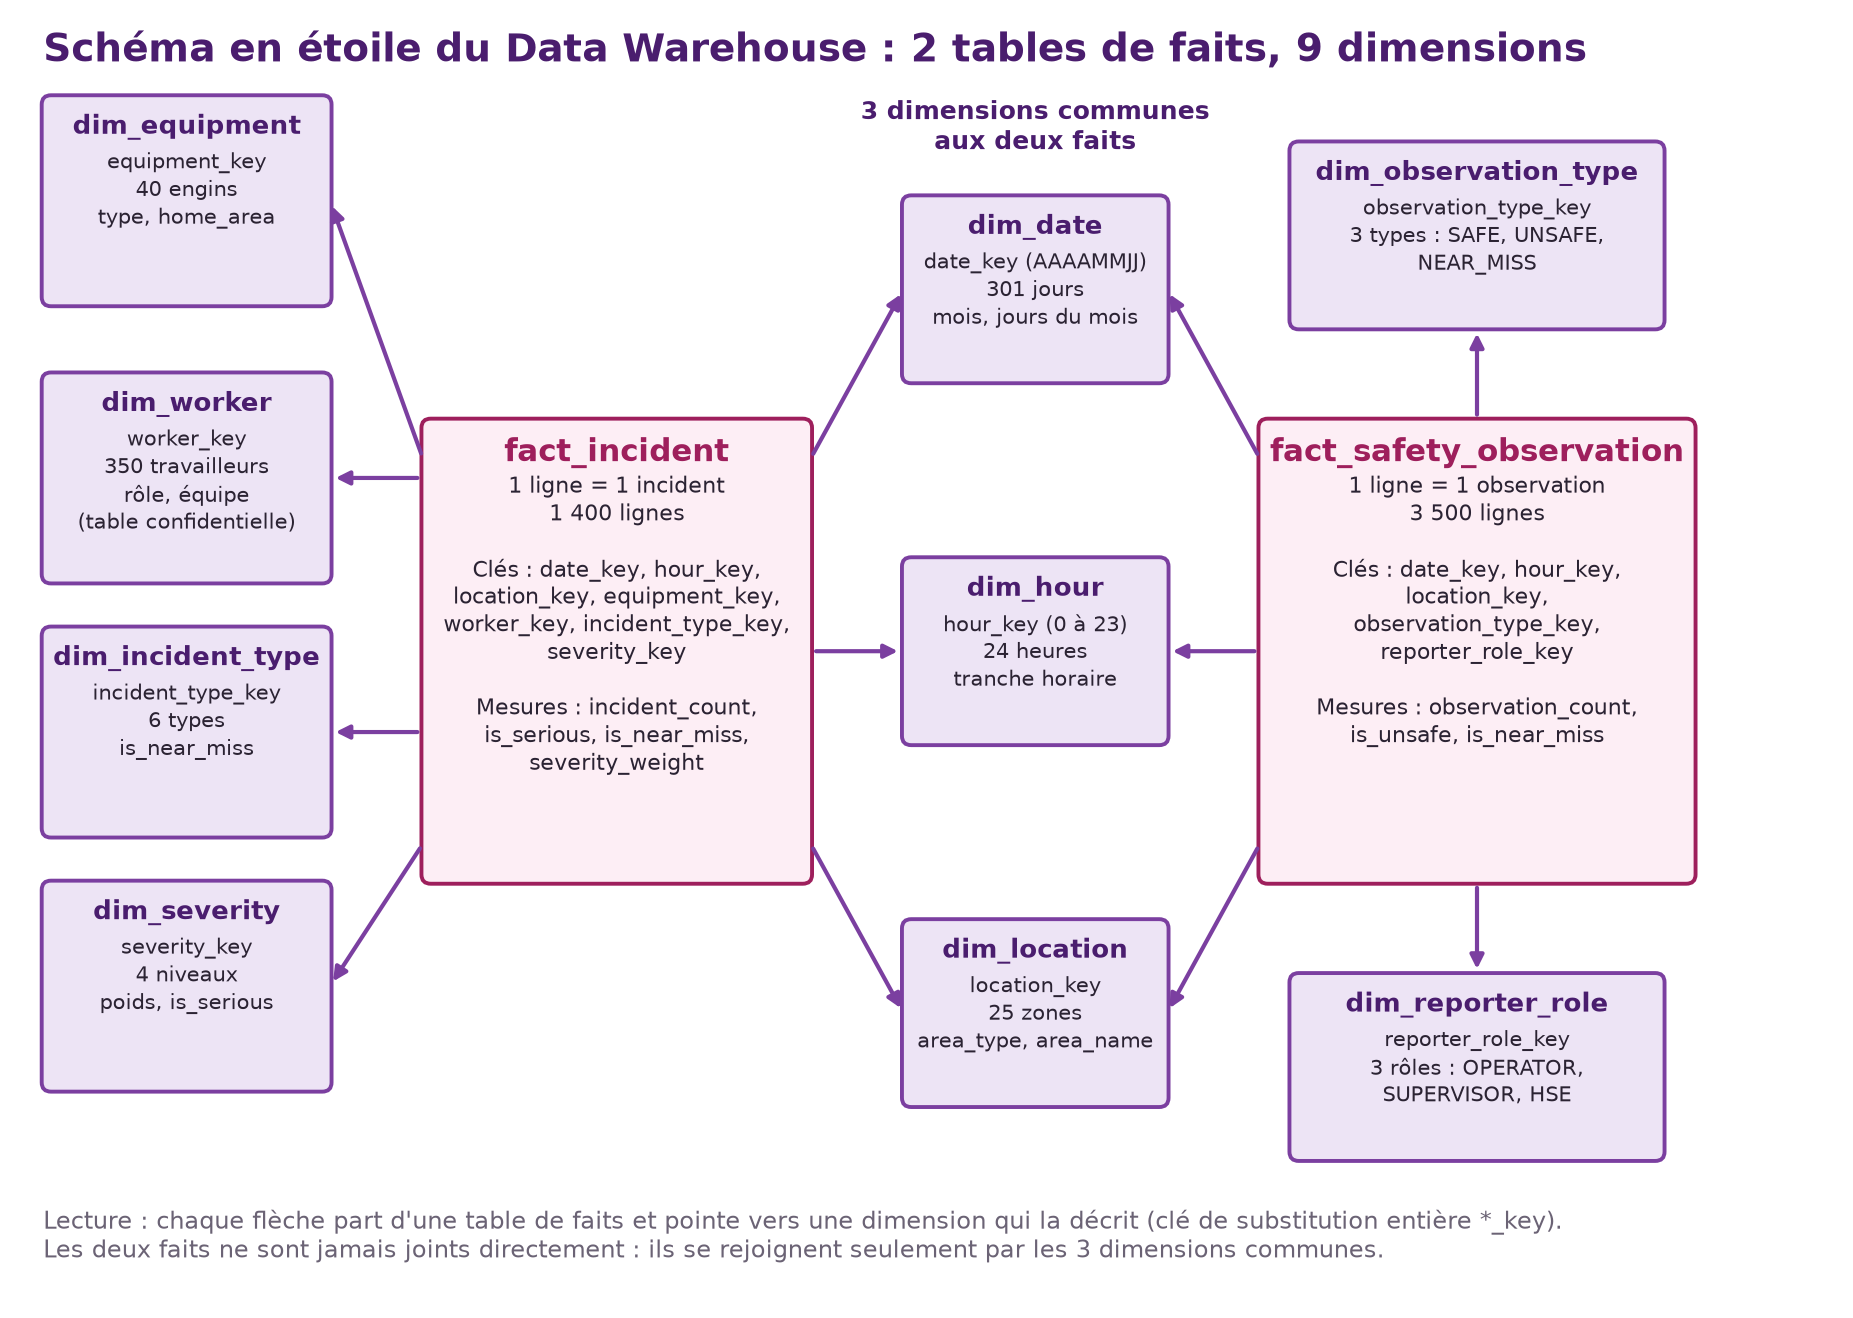 Schéma en étoile du Data Warehouse : 2 tables de faits, 9 dimensions
dim_equipment
equipment_key
40 engins
type, home_area
dim_worker
worker_key
350 travailleurs
rôle, équipe
(table confidentielle)
dim_incident_type
incident_type_key
6 types
is_near_miss
dim_severity
severity_key
4 niveaux
poids, is_serious
fact_incident
1 ligne = 1 incident
1 400 lignes
Clés : date_key, hour_key,
location_key, equipment_key,
worker_key, incident_type_key,
severity_key
Mesures : incident_count,
is_serious, is_near_miss,
severity_weight
3 dimensions communes
aux deux faits
dim_date
date_key (AAAAMMJJ)
301 jours
mois, jours du mois
dim_hour
hour_key (0 à 23)
24 heures
tranche horaire
dim_location
location_key
25 zones
area_type, area_name
dim_observation_type
observation_type_key
3 types : SAFE, UNSAFE,
NEAR_MISS
fact_safety_observation
1 ligne = 1 observation
3 500 lignes
Clés : date_key, hour_key,
location_key,
observation_type_key,
reporter_role_key
Mesures : observation_count,
is_unsafe, is_near_miss
dim_reporter_role
reporter_role_key
3 rôles : OPERATOR,
SUPERVISOR, HSE
Lecture : chaque flèche part d'une table de faits et pointe vers une dimension qui la décrit (clé de substitution entière *_key).
Les deux faits ne sont jamais joints directement : ils se rejoignent seulement par les 3 dimensions communes.